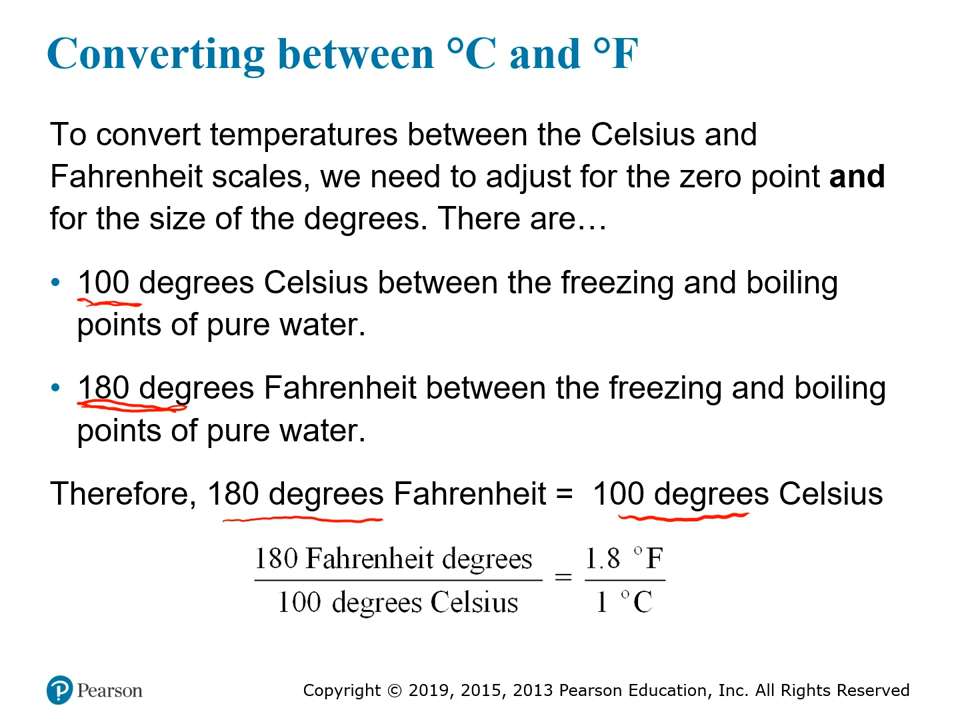 Converting between °C and °F
To convert temperatures between the Celsius and
Fahrenheit scales, we need to adjust for the zero point and
for the size of the degrees. There are…
• 100 degrees Celsius between the freezing and boiling
points of pure water.
• 180 degrees Fahrenheit between the freezing and boiling
points of pure water.
Therefore, 180 degrees Fahrenheit = 100 degrees Celsius
180 Fahrenheit degrees / 100 degrees Celsius = 1.8 °F / 1 °C
P Pearson
Copyright © 2019, 2015, 2013 Pearson Education, Inc. All Rights Reserved